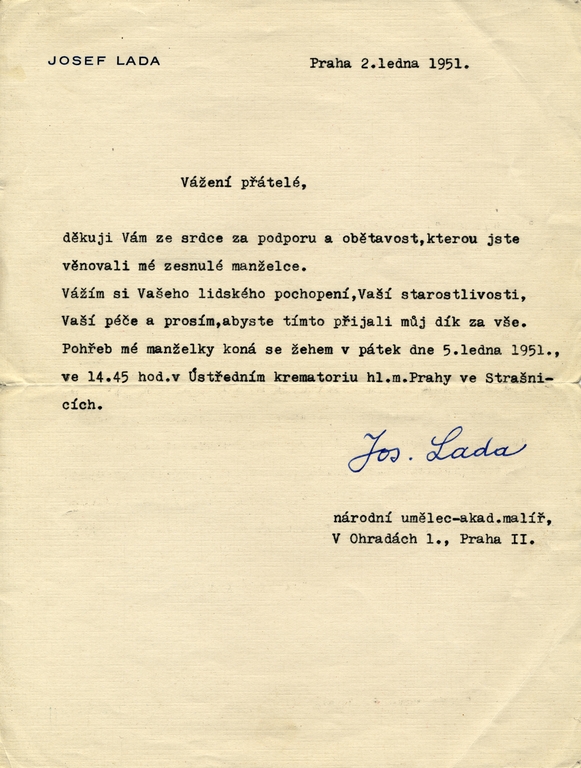 JOSEF LADA
Praha 2.ledna 1951.
Vážení přátelé,
děkuji Vám ze srdce za podporu a obětavost,kterou jste
věnovali mé zesnulé manželce.
Vážím si Vašeho lidského pochopení,Vaší starostlivosti,
Vaší péče a prosím,abyste tímto přijali můj dík za vše.
Pohřeb mé manželky koná se žehem v pátek dne 5.ledna 1951.,
ve 14.45 hod.v Ústředním krematoriu hl.m.Prahy ve Strašni-
cích.
Jos. Lada
národní umělec-akad.malíř,
V Ohradách 1., Praha II.